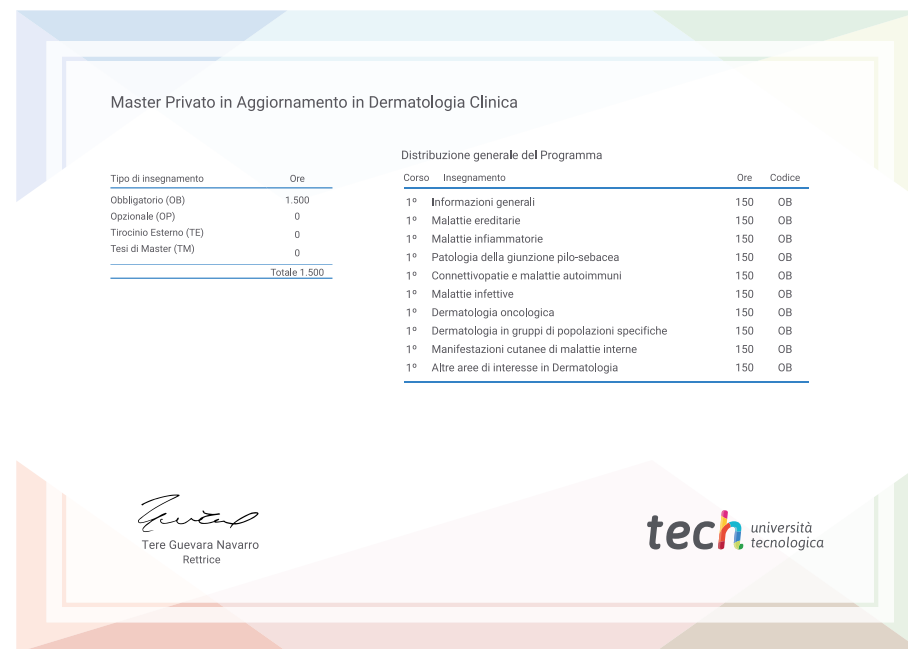 Master Privato in Aggiornamento in Dermatologia Clinica
Tipo di insegnamento Ore
Obbligatorio (OB) 1.500
Opzionale (OP) 0
Tirocinio Esterno (TE) 0
Tesi di Master (TM) 0
Totale 1.500
Distribuzione generale del Programma
Corso Insegnamento Ore Codice
1º Informazioni generali 150 OB
1º Malattie ereditarie 150 OB
1º Malattie infiammatorie 150 OB
1º Patologia della giunzione pilo-sebacea 150 OB
1º Connettivopatie e malattie autoimmuni 150 OB
1º Malattie infettive 150 OB
1º Dermatologia oncologica 150 OB
1º Dermatologia in gruppi di popolazioni specifiche 150 OB
1º Manifestazioni cutanee di malattie interne 150 OB
1º Altre aree di interesse in Dermatologia 150 OB
Tere Guevara Navarro
Rettrice
tech università
tecnologica